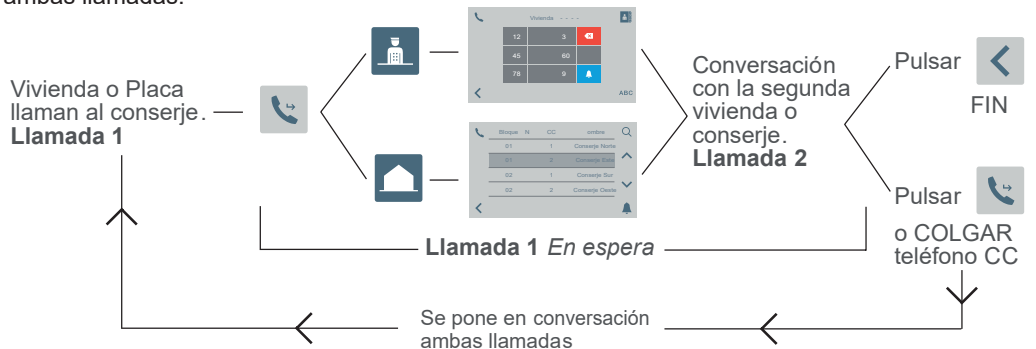 ambas llamadas.
Vivienda o Placa
llaman al conserje.
Llamada 1
Vivienda - - - -
12 3
45 60
78 9
ABC
Bloque N CC ombre
01 1 Conserje Norte
01 2 Conserje Este
02 1 Conserje Sur
02 2 Conserje Oeste
Conversación
con la segunda
vivienda o
conserje.
Llamada 2
Pulsar
FIN
Pulsar
o COLGAR
teléfono CC
Llamada 1 En espera
Se pone en conversación
ambas llamadas